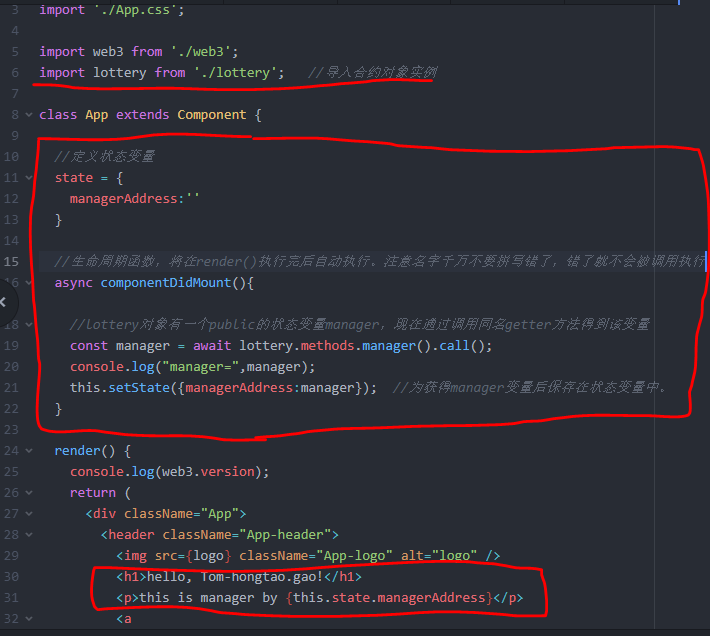 3 import './App.css';
4
5 import web3 from './web3';
6 import lottery from './lottery'; //导入合约对象实例
7
8 class App extends Component {
9
10 //定义状态变量
11 state = {
12 managerAddress:''
13 }
14
15 //生命周期函数，将在render()执行完后自动执行。注意名字千万不要拼写错了，错了就不会被调用执行
16 async componentDidMount(){
18 //Lottery对象有一个public的状态变量manager，现在通过调用同名getter方法得到该变量
19 const manager = await lottery.methods.manager().call();
20 console.log("manager=",manager);
21 this.setState({managerAddress:manager}); //为获得manager变量后保存在状态变量中。
22 }
23
24 render() {
25 console.log(web3.version);
26 return (
27 <div className="App">
28 <header className="App-header">
29 <img src={logo} className="App-logo" alt="logo" />
30 <h1>hello, Tom-hongtao.gao!</h1>
31 <p>this is manager by {this.state.managerAddress}</p>
32 <a